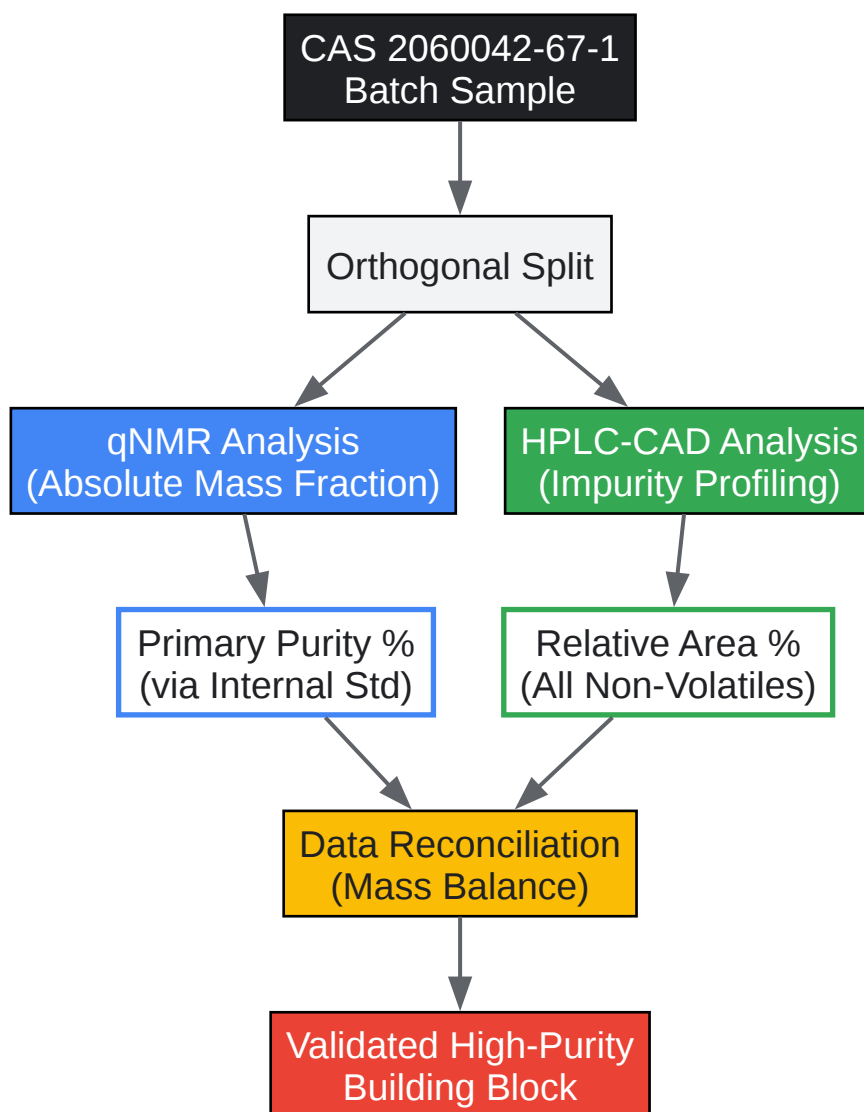 CAS 2060042-67-1
Batch Sample
Orthogonal Split
qNMR Analysis
(Absolute Mass Fraction)
HPLC-CAD Analysis
(Impurity Profiling)
Primary Purity %
(via Internal Std)
Relative Area %
(All Non-Volatiles)
Data Reconciliation
(Mass Balance)
Validated High-Purity
Building Block